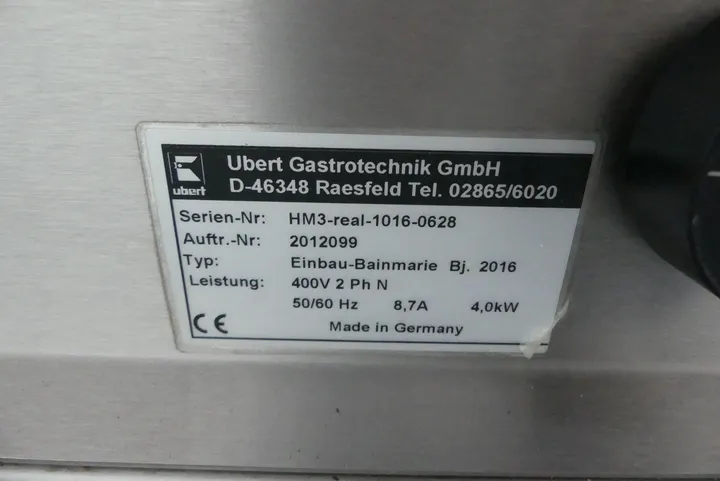 Ubert Gastrotechnik GmbH
D-46348 Raesfeld Tel. 02865/6020
ubert
Serien-Nr: HM3-real-1016-0628
Auftr.-Nr: 2012099
Typ: Einbau-Bainmarie Bj. 2016
Leistung: 400V 2 Ph N
50/60 Hz 8,7A 4,0kW
CE Made in Germany